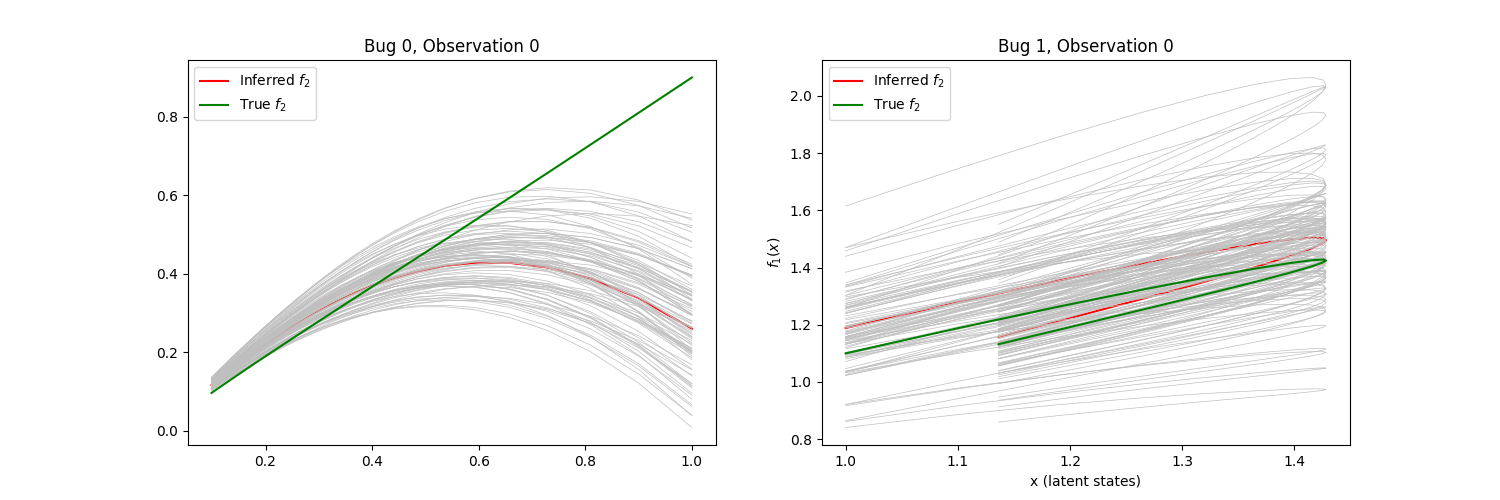 Bug 0, Observation 0
Inferred f₂
True f₂
0.8
0.6
0.4
0.2
0.0
0.2 0.4 0.6 0.8 1.0
Bug 1, Observation 0
Inferred f₂
True f₂
2.0
1.8
1.6
1.4
1.2
1.0
0.8
f₁(x)
1.0 1.1 1.2 1.3 1.4
x (latent states)